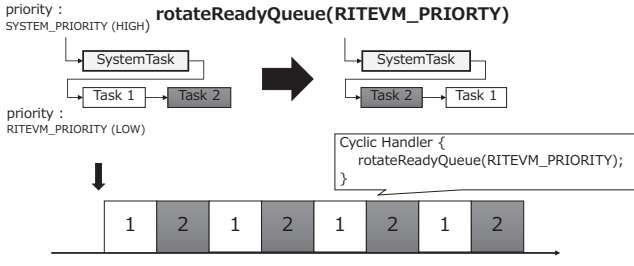 priority :
SYSTEM_PRIORITY (HIGH)
rotateReadyQueue(RITEVM_PRIORTY)
SystemTask
SystemTask
Task 1
Task 2
Task 2
Task 1
priority :
RITEVM_PRIORITY (LOW)
Cyclic Handler {
rotateReadyQueue(RITEVM_PRIORITY);
}
1 2 1 2 1 2 1 2